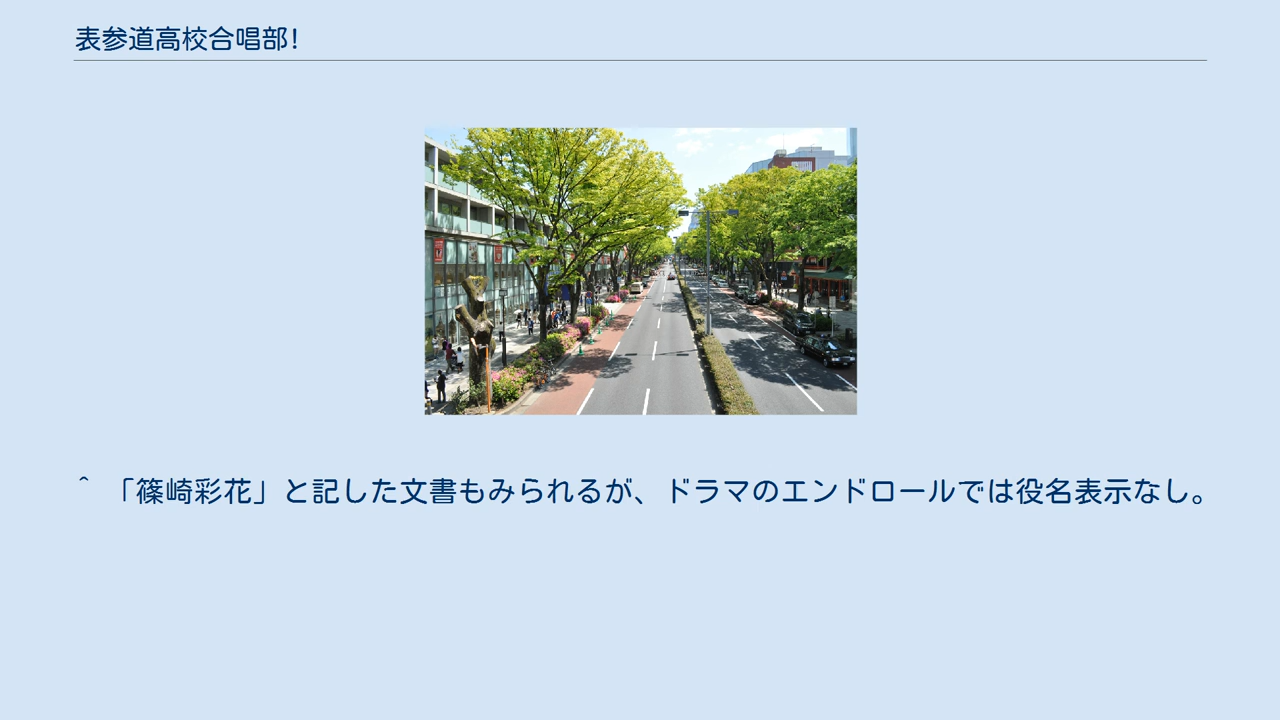 表参道高校合唱部!
^ 「篠崎彩花」と記した文書もみられるが、ドラマのエンドロールでは役名表示なし。